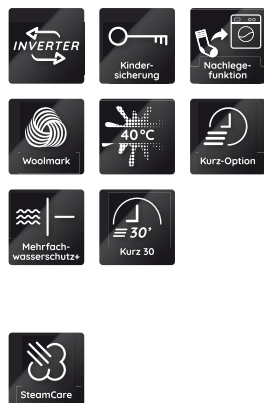 INVERTER
Kinder-
sicherung
Nachlege-
funktion
Woolmark
40°C
Kurz-Option
Mehrfach-
wasserschutz+
30'
Kurz 30
SteamCare